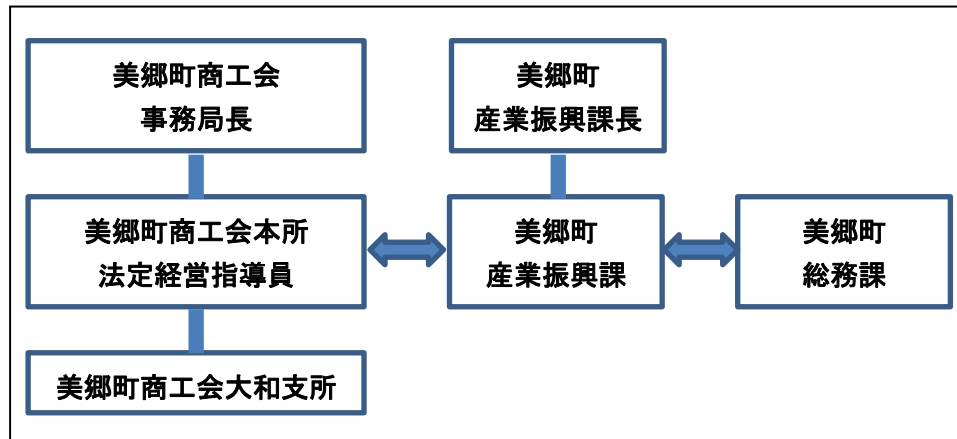 美郷町商工会
事務局長
美郷町
産業振興課長
美郷町商工会本所
法定経営指導員
美郷町
産業振興課
美郷町
総務課
美郷町商工会大和支所